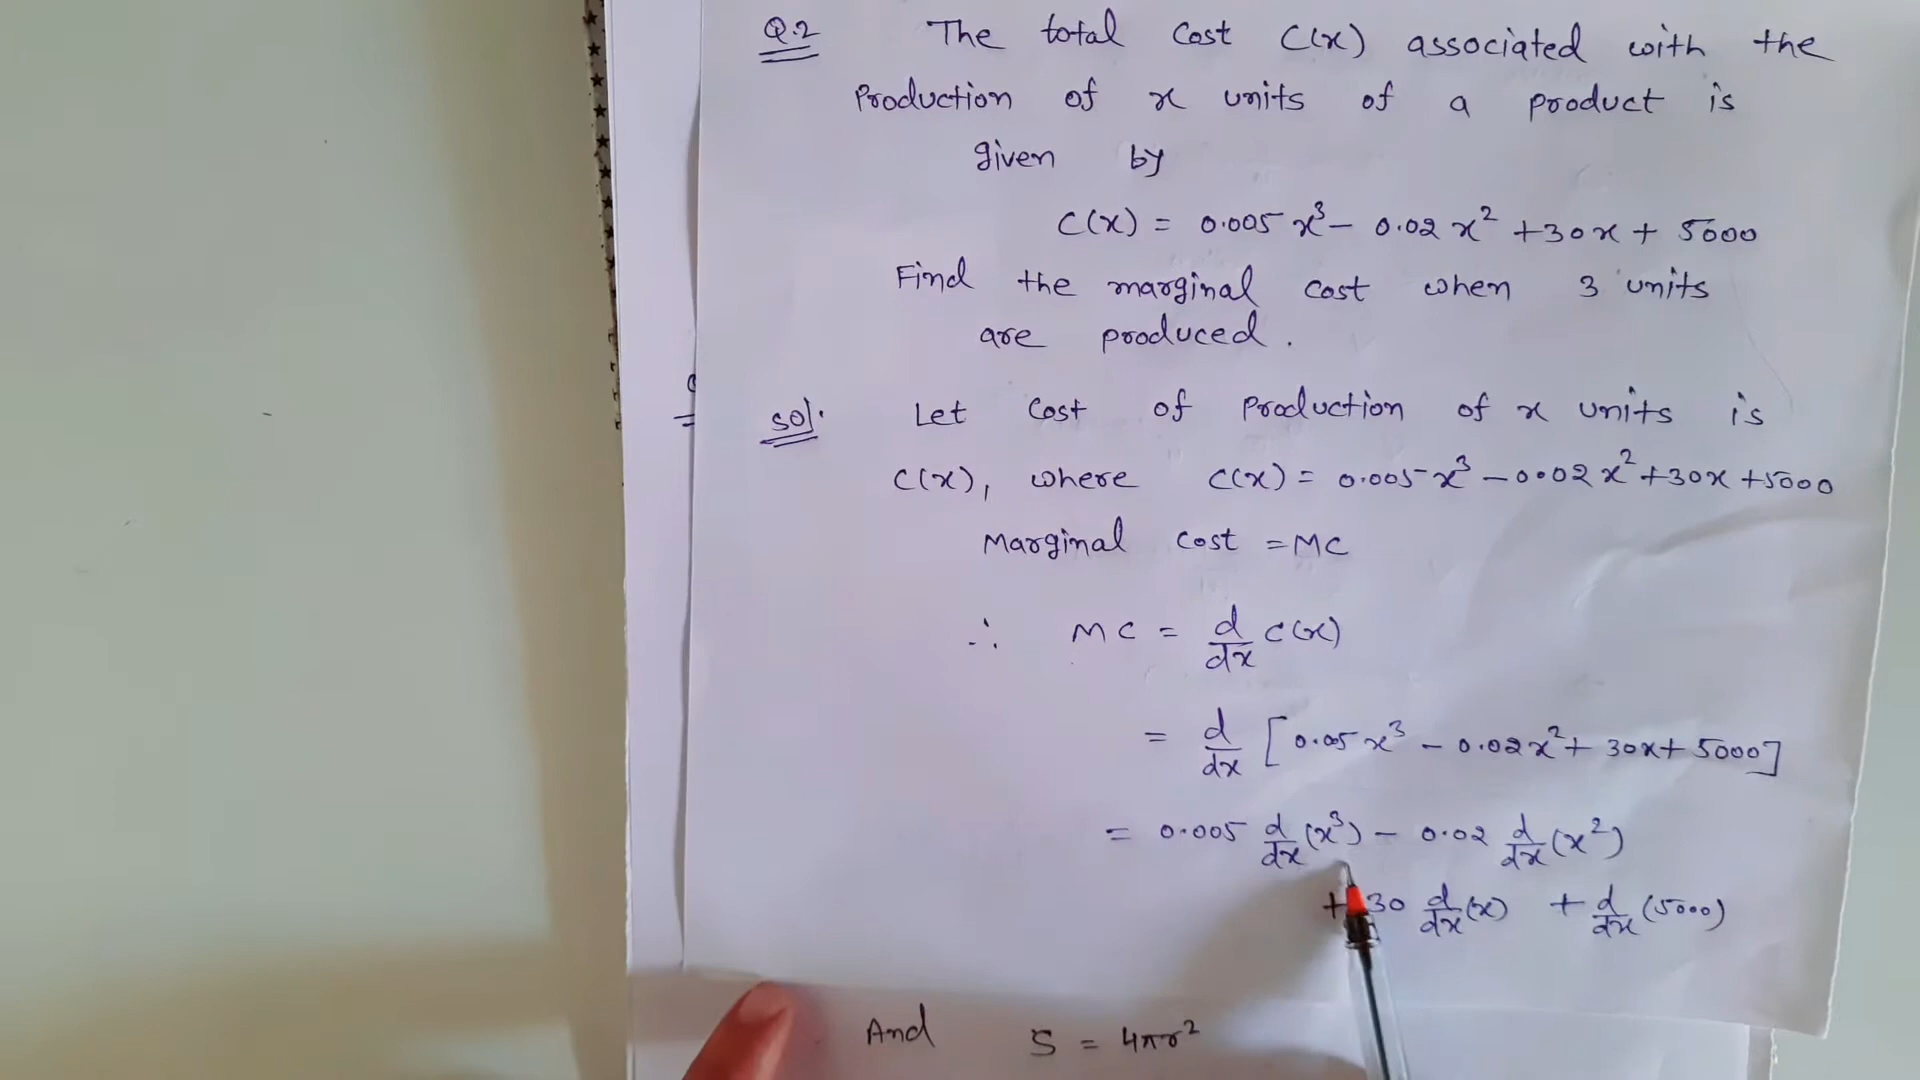 Q.2 The total cost C(x) associated with the
Production of x units of a product is
given by
C(x) = 0.005 x³ - 0.02 x² + 30x + 5000
Find the marginal cost when 3 units
are produced.
Sol. Let cost of production of x units is
C(x), where C(x) = 0.005 x³ - 0.02 x² + 30x + 5000
Marginal cost = MC
∴ MC = d/dx C(x)
= d/dx [0.005 x³ - 0.02x² + 30x + 5000]
= 0.005 d/dx (x³) - 0.02 d/dx (x²)
+ 30 d/dx (x) + d/dx (5000)
And S = 4πr²